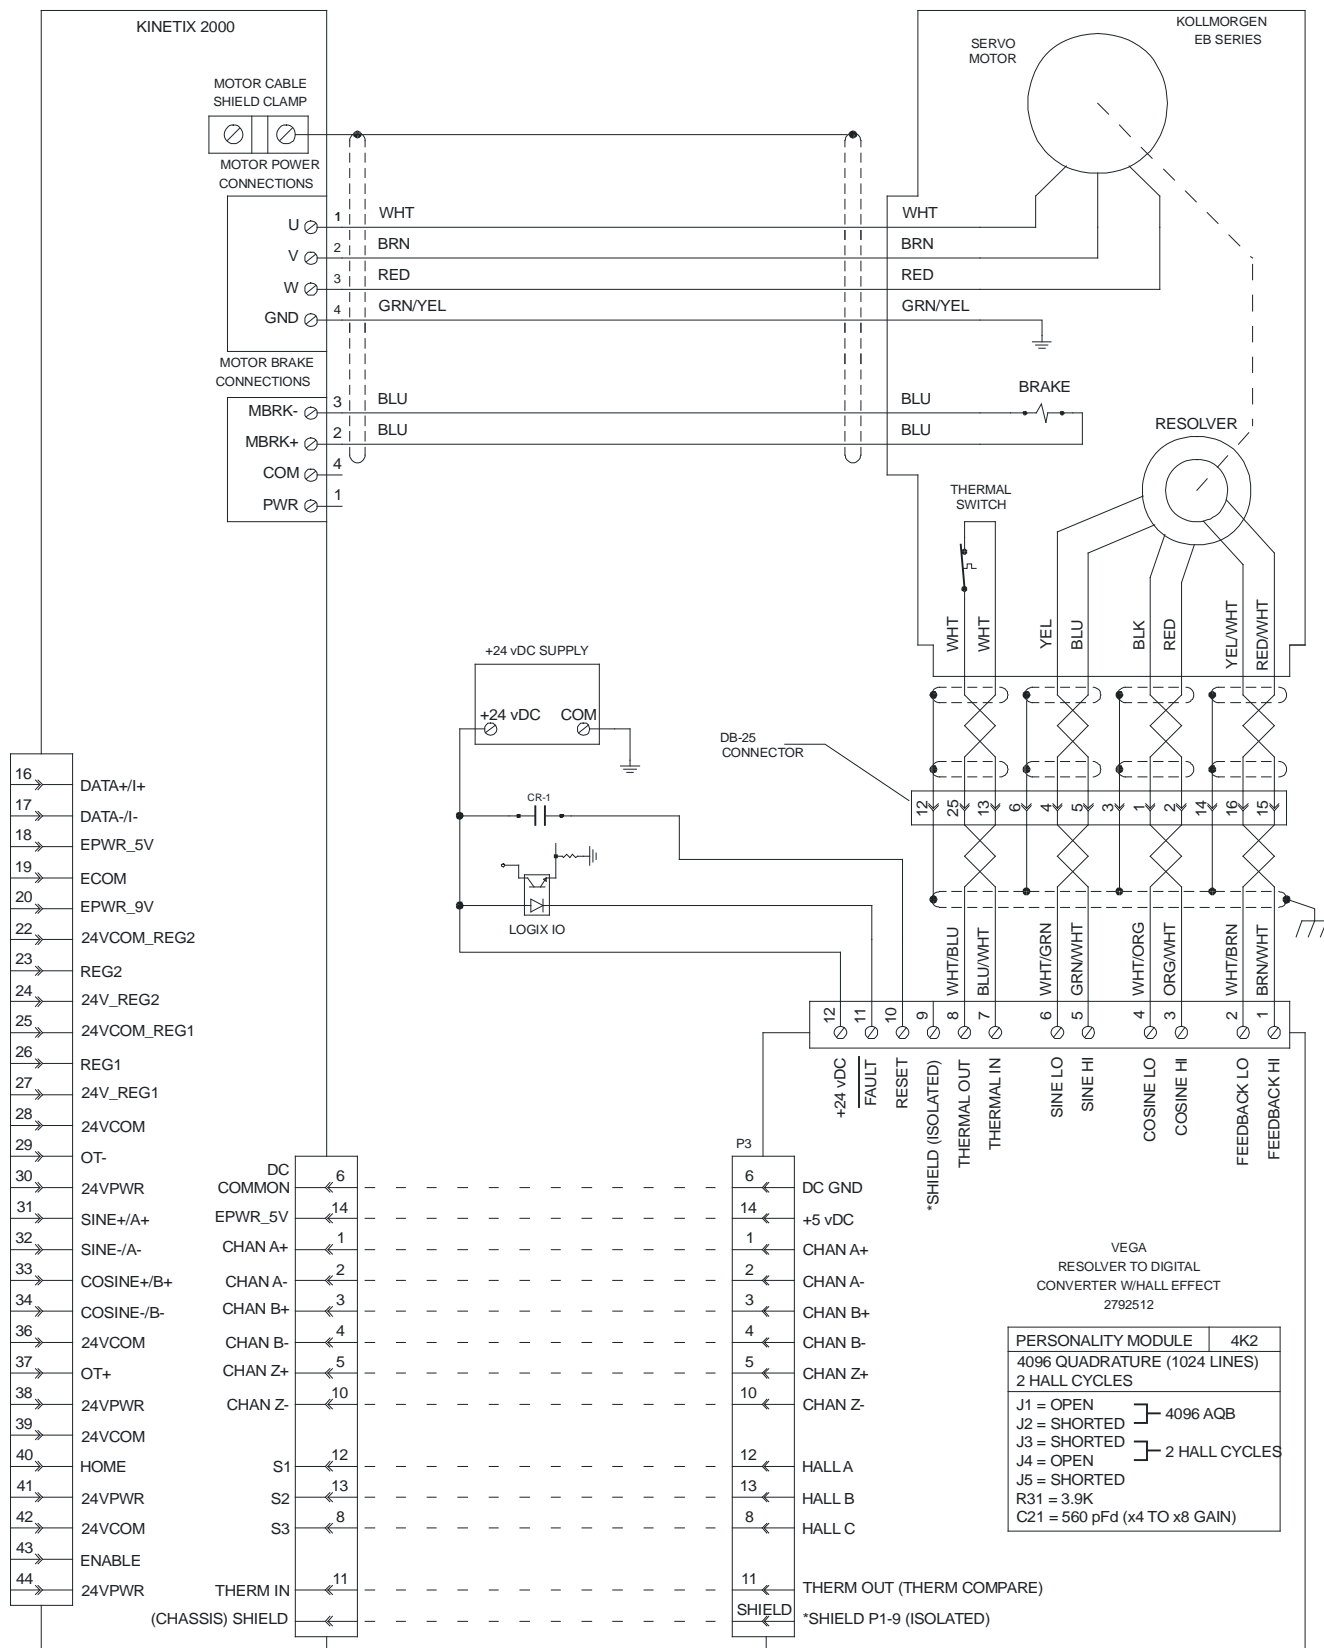 KINETIX 2000
KOLLMORGEN
EB SERIES
SERVO
MOTOR
MOTOR CABLE
SHIELD CLAMP
MOTOR POWER
CONNECTIONS
U 1 WHT WHT
V 2 BRN BRN
W 3 RED RED
GND 4 GRN/YEL GRN/YEL
MOTOR BRAKE
CONNECTIONS
MBRK- 3 BLU BLU
MBRK+ 2 BLU BLU
COM 4
PWR 1
BRAKE
RESOLVER
THERMAL
SWITCH
WHT WHT YEL BLU BLK RED YEL/WHT RED/WHT
+24 vDC SUPPLY
+24 vDC COM
DB-25
CONNECTOR
12 25 13 6 4 5 3 1 2 14 16 15
CR-1
LOGIX IO
WHT/BLU BLU/WHT WHT/GRN GRN/WHT WHT/ORG ORG/WHT WHT/BRN BRN/WHT
12 11 10 9 8 7 6 5 4 3 2 1
+24 vDC
FAULT
RESET
*SHIELD (ISOLATED)
THERMAL OUT
THERMAL IN
SINE LO
SINE HI
COSINE LO
COSINE HI
FEEDBACK LO
FEEDBACK HI
16 DATA+/I+
17 DATA-/I-
18 EPWR_5V
19 ECOM
20 EPWR_9V
22 24VCOM_REG2
23 REG2
24 24V_REG2
25 24VCOM_REG1
26 REG1
27 24V_REG1
28 24VCOM
29 OT-
30 24VPWR
31 SINE+/A+
32 SINE-/A-
33 COSINE+/B+
34 COSINE-/B-
36 24VCOM
37 OT+
38 24VPWR
39 24VCOM
40 HOME
41 24VPWR
42 24VCOM
43 ENABLE
44 24VPWR
P3
DC
COMMON 6 6 DC GND
EPWR_5V 14 14 +5 vDC
CHAN A+ 1 1 CHAN A+
CHAN A- 2 2 CHAN A-
CHAN B+ 3 3 CHAN B+
CHAN B- 4 4 CHAN B-
CHAN Z+ 5 5 CHAN Z+
CHAN Z- 10 10 CHAN Z-
S1 12 12 HALL A
S2 13 13 HALL B
S3 8 8 HALL C
THERM IN 11 11 THERM OUT (THERM COMPARE)
(CHASSIS) SHIELD SHIELD *SHIELD P1-9 (ISOLATED)
VEGA
RESOLVER TO DIGITAL
CONVERTER W/HALL EFFECT
2792512
PERSONALITY MODULE 4K2
4096 QUADRATURE (1024 LINES)
2 HALL CYCLES
J1 = OPEN
J2 = SHORTED
4096 AQB
J3 = SHORTED
J4 = OPEN
2 HALL CYCLES
J5 = SHORTED
R31 = 3.9K
C21 = 560 pFd (x4 TO x8 GAIN)